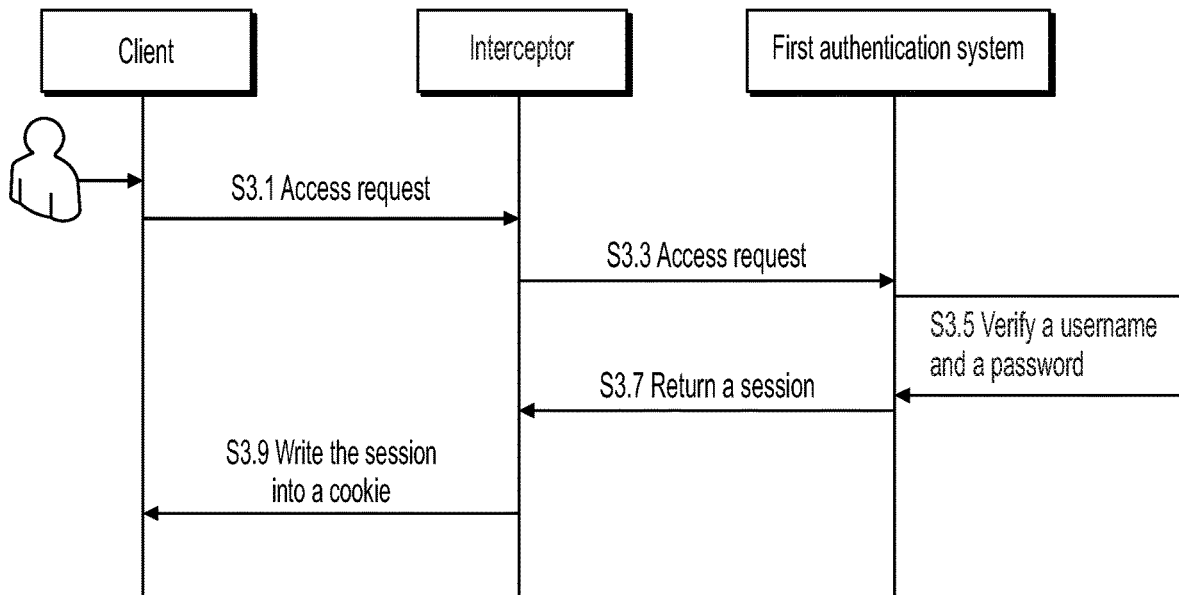 Client
Interceptor
First authentication system
S3.1 Access request
S3.3 Access request
S3.5 Verify a username
and a password
S3.7 Return a session
S3.9 Write the session
into a cookie